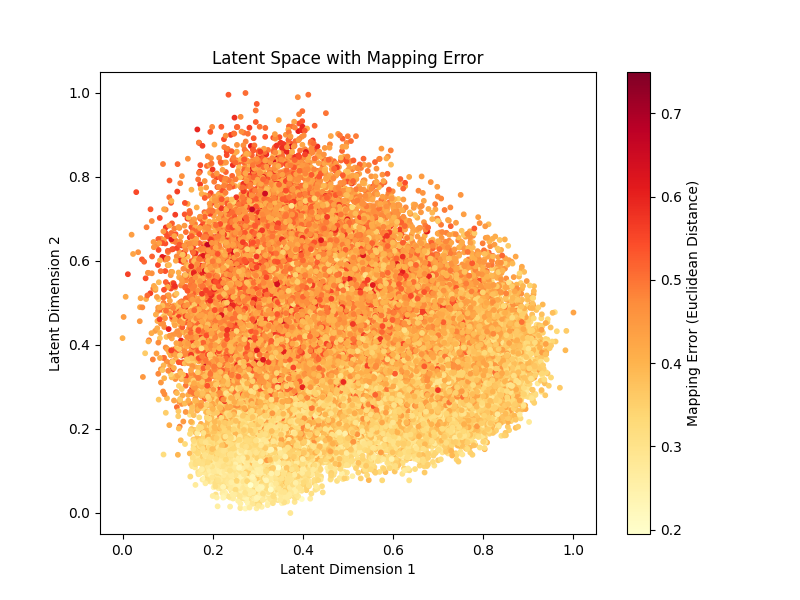 Latent Space with Mapping Error
1.0
0.8
0.6
0.4
0.2
0.0
Latent Dimension 2
0.0 0.2 0.4 0.6 0.8 1.0
Latent Dimension 1
0.7
0.6
0.5
0.4
0.3
0.2
Mapping Error (Euclidean Distance)